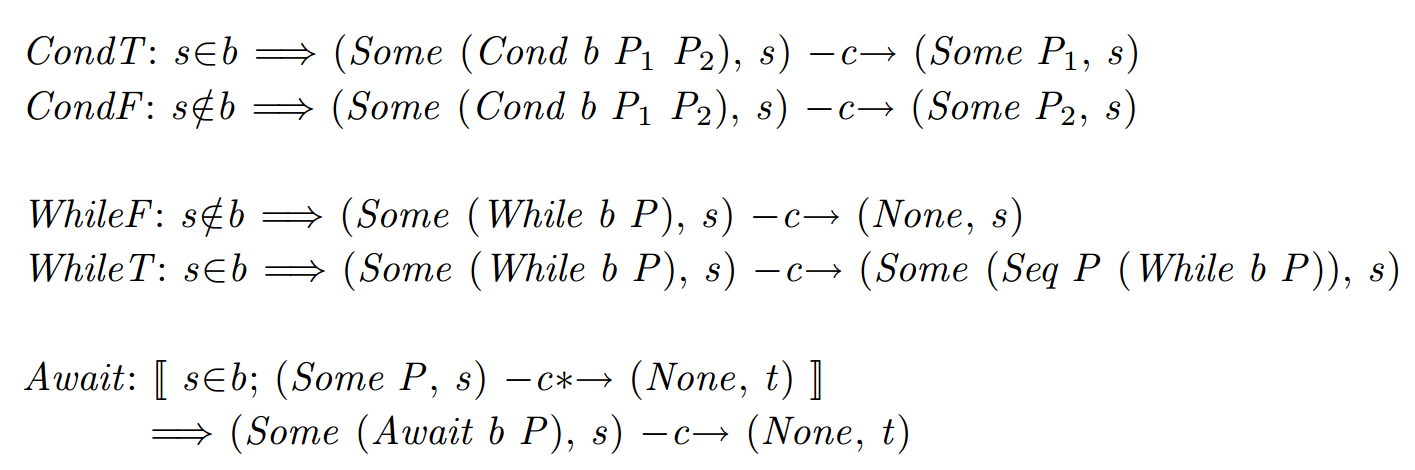 CondT: s∈b ⟹ (Some (Cond b P₁ P₂), s) −c→ (Some P₁, s)
CondF: s∉b ⟹ (Some (Cond b P₁ P₂), s) −c→ (Some P₂, s)
WhileF: s∉b ⟹ (Some (While b P), s) −c→ (None, s)
WhileT: s∈b ⟹ (Some (While b P), s) −c→ (Some (Seq P (While b P)), s)
Await: ⟦ s∈b; (Some P, s) −c*→ (None, t) ⟧
⟹ (Some (Await b P), s) −c→ (None, t)